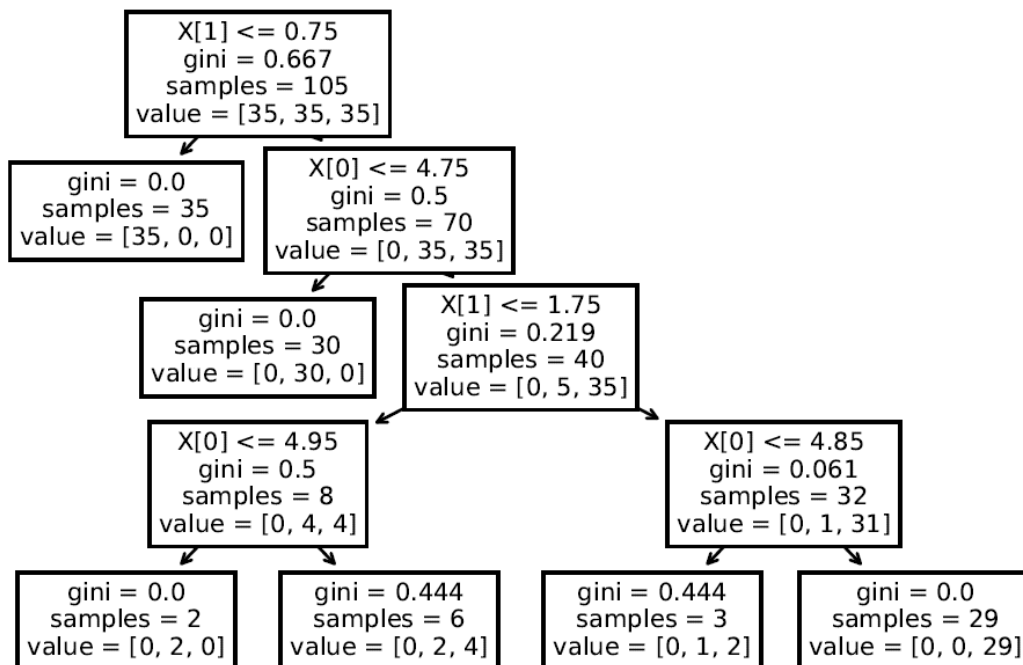 X[1] <= 0.75
gini = 0.667
samples = 105
value = [35, 35, 35]
gini = 0.0
samples = 35
value = [35, 0, 0]
X[0] <= 4.75
gini = 0.5
samples = 70
value = [0, 35, 35]
gini = 0.0
samples = 30
value = [0, 30, 0]
X[1] <= 1.75
gini = 0.219
samples = 40
value = [0, 5, 35]
X[0] <= 4.95
gini = 0.5
samples = 8
value = [0, 4, 4]
X[0] <= 4.85
gini = 0.061
samples = 32
value = [0, 1, 31]
gini = 0.0
samples = 2
value = [0, 2, 0]
gini = 0.444
samples = 6
value = [0, 2, 4]
gini = 0.444
samples = 3
value = [0, 1, 2]
gini = 0.0
samples = 29
value = [0, 0, 29]